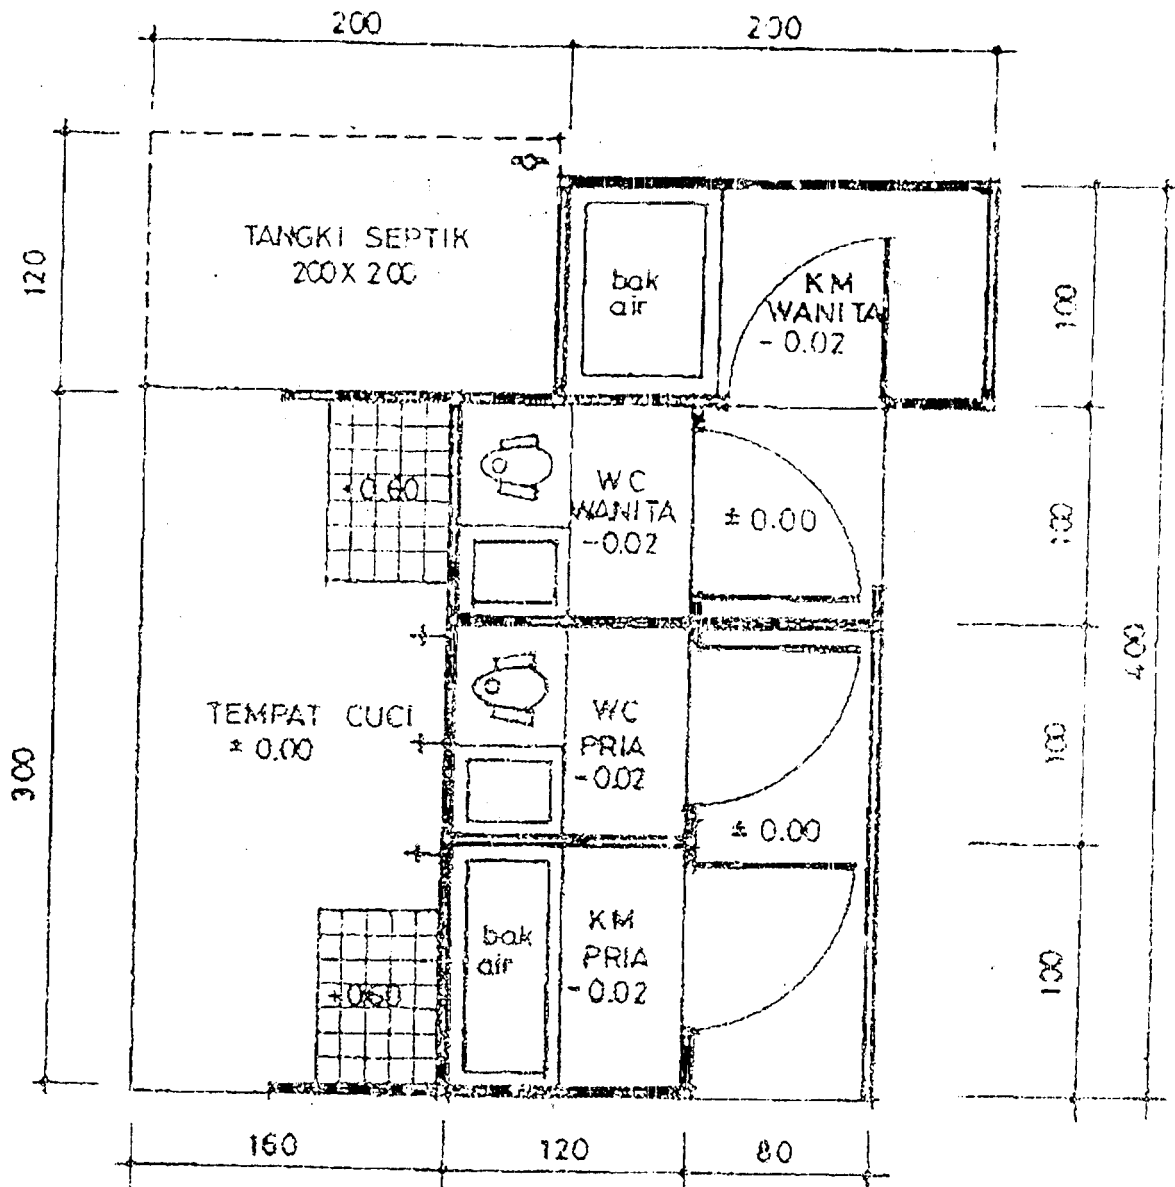 200
200
120
TANGKI SEPTIK
200 X 200
bak
air
KM
WANITA
- 0.02
100
+0.60
WC
WANITA
-0.02
± 0.00
100
400
TEMPAT CUCI
± 0.00
WC
PRIA
-0.02
100
300
± 0.00
bak
air
KM
PRIA
-0.02
+0.60
100
160
120
80